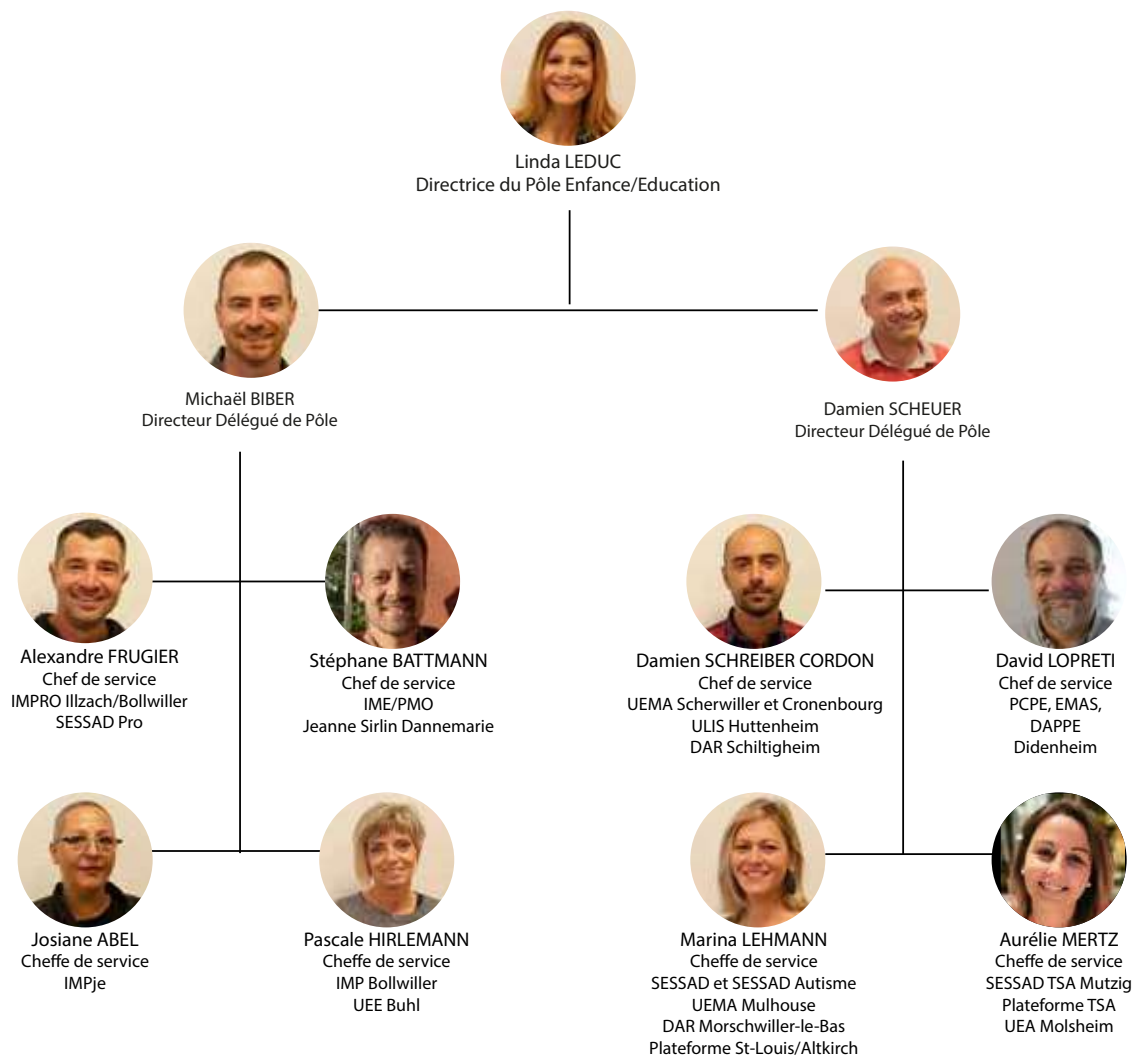 Linda LEDUC
Directrice du Pôle Enfance/Education
Michaël BIBER
Directeur Délégué de Pôle
Damien SCHEUER
Directeur Délégué de Pôle
Alexandre FRUGIER
Chef de service
IMPRO Illzach/Bollwiller
SESSAD Pro
Stéphane BATTMANN
Chef de service
IME/PMO
Jeanne Sirlin Dannemarie
Damien SCHREIBER CORDON
Chef de service
UEMA Scherwiller et Cronenbourg
ULIS Huttenheim
DAR Schiltigheim
David LOPRETI
Chef de service
PCPE, EMAS,
DAPPE
Didenheim
Josiane ABEL
Cheffe de service
IMPje
Pascale HIRLEMANN
Cheffe de service
IMP Bollwiller
UEE Buhl
Marina LEHMANN
Cheffe de service
SESSAD et SESSAD Autisme
UEMA Mulhouse
DAR Morschwiller-le-Bas
Plateforme St-Louis/Altkirch
Aurélie MERTZ
Cheffe de service
SESSAD TSA Mutzig
Plateforme TSA
UEA Molsheim